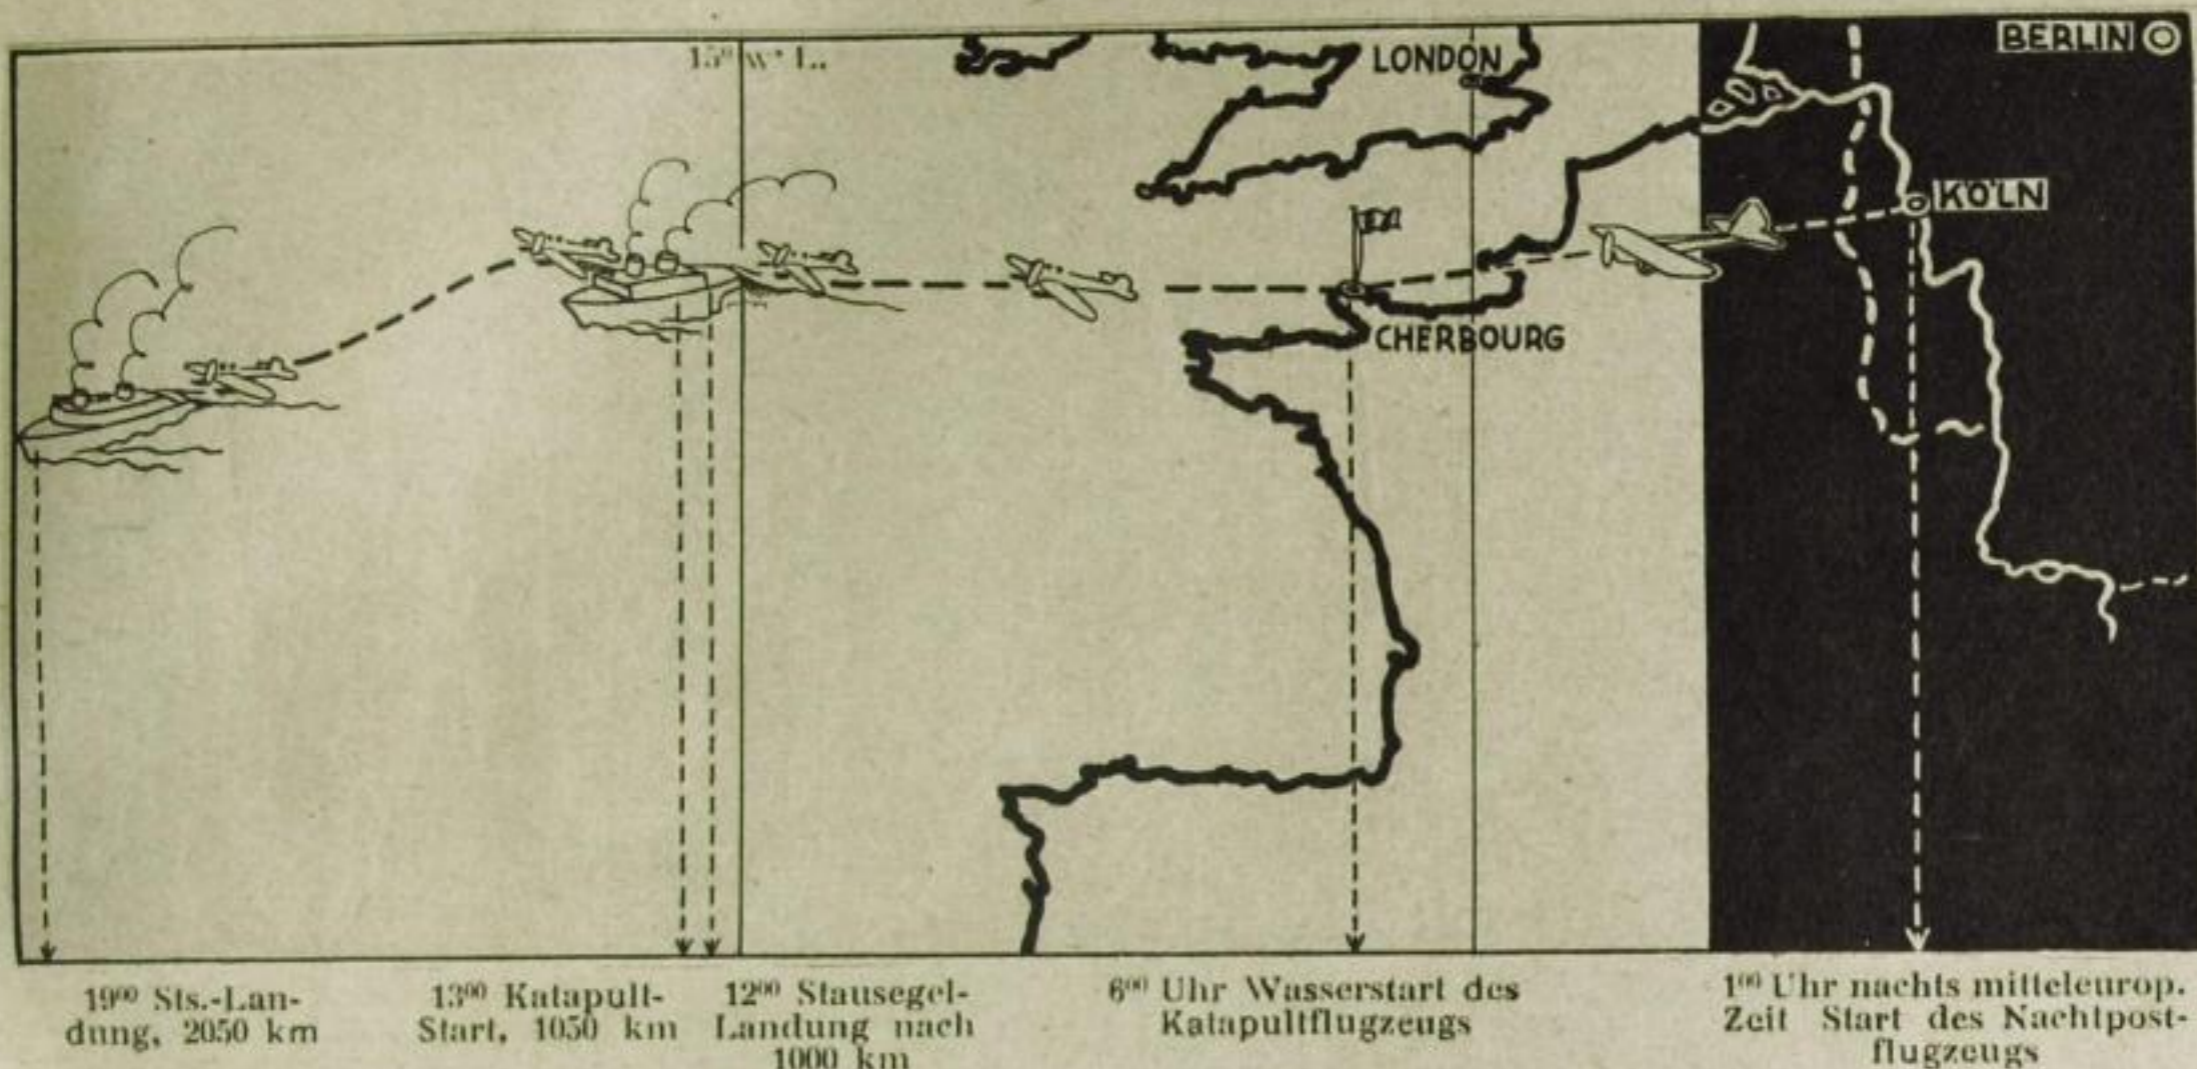 15° w. L.
LONDON
BERLIN
KÖLN
CHERBOURG
19⁰⁰ Sts.-Lan-
dung, 2050 km
13⁰⁰ Katapult-
Start, 1050 km
12⁰⁰ Stausegel-
Landung nach
1000 km
6⁰⁰ Uhr Wasserstart des
Katapultflugzeugs
1⁰⁰ Uhr nachts mitteleurop.
Zeit Start des Nachtpost-
flugzeugs